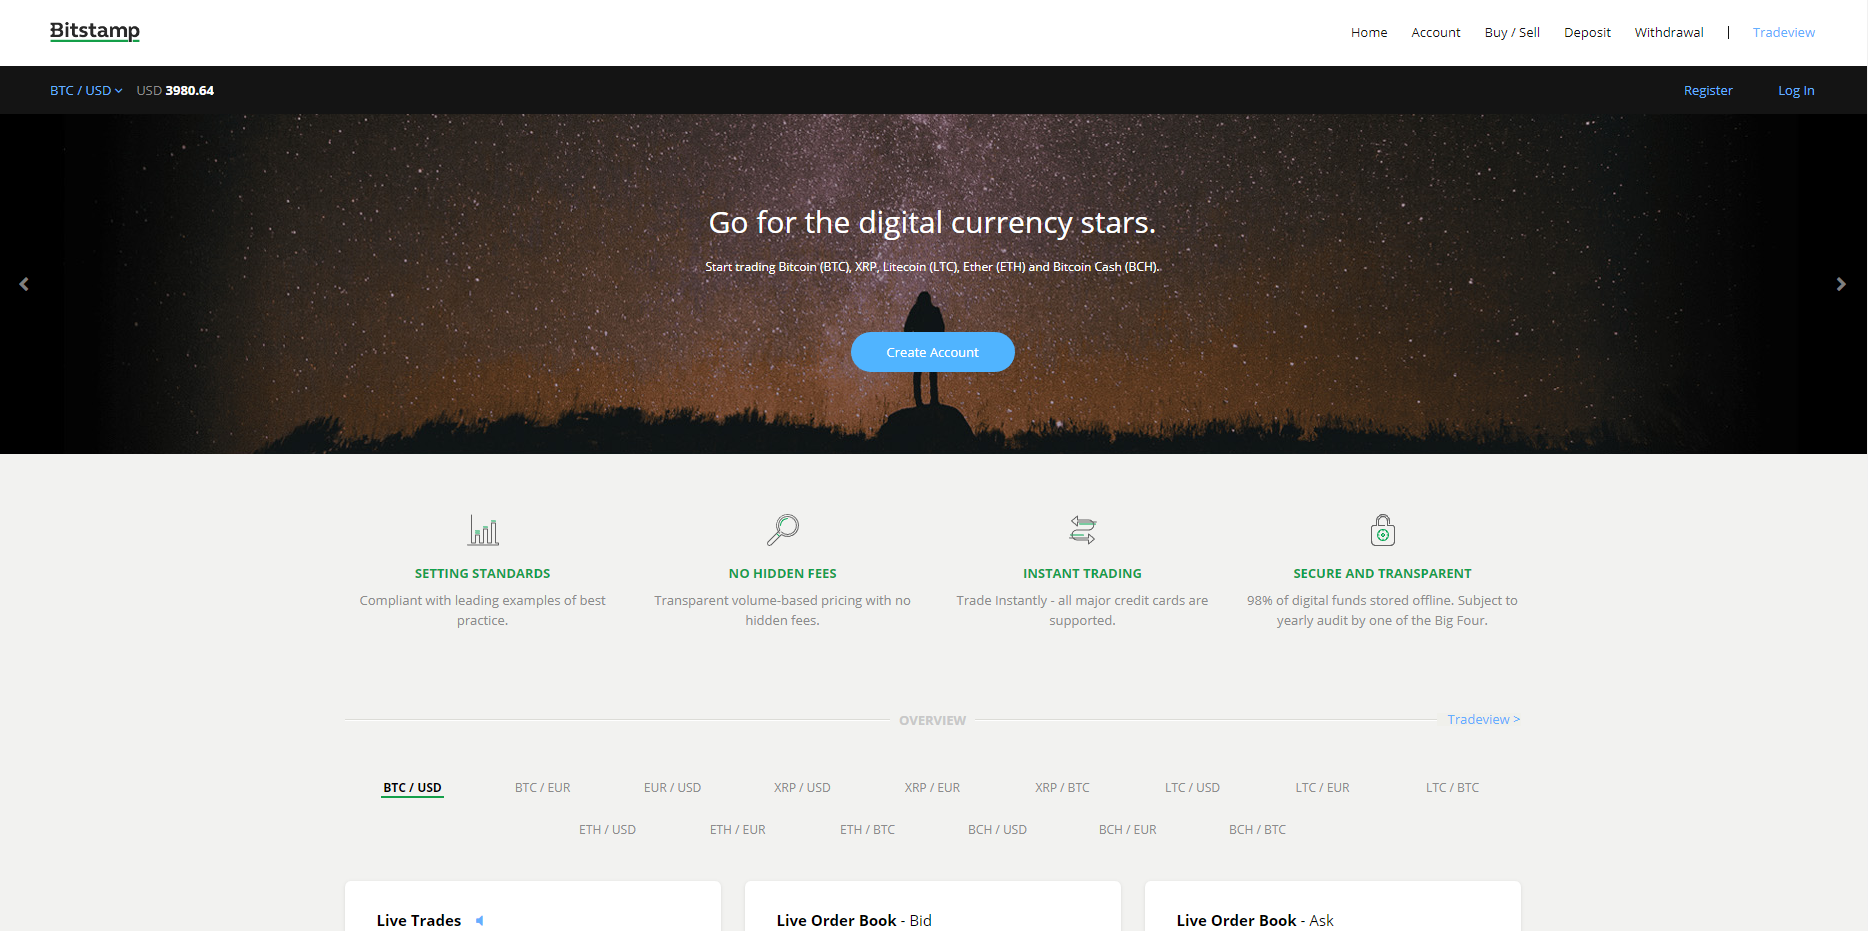 Bitstamp
Home Account Buy / Sell Deposit Withdrawal | Tradeview
BTC / USD USD 3980.64 Register Log In
Go for the digital currency stars.
Start trading Bitcoin (BTC), XRP, Litecoin (LTC), Ether (ETH) and Bitcoin Cash (BCH).
Create Account
SETTING STANDARDS
Compliant with leading examples of best
practice.
NO HIDDEN FEES
Transparent volume-based pricing with no
hidden fees.
INSTANT TRADING
Trade Instantly - all major credit cards are
supported.
SECURE AND TRANSPARENT
98% of digital funds stored offline. Subject to
yearly audit by one of the Big Four.
OVERVIEW Tradeview >
BTC / USD BTC / EUR EUR / USD XRP / USD XRP / EUR XRP / BTC LTC / USD LTC / EUR LTC / BTC
ETH / USD ETH / EUR ETH / BTC BCH / USD BCH / EUR BCH / BTC
Live Trades Live Order Book - Bid Live Order Book - Ask